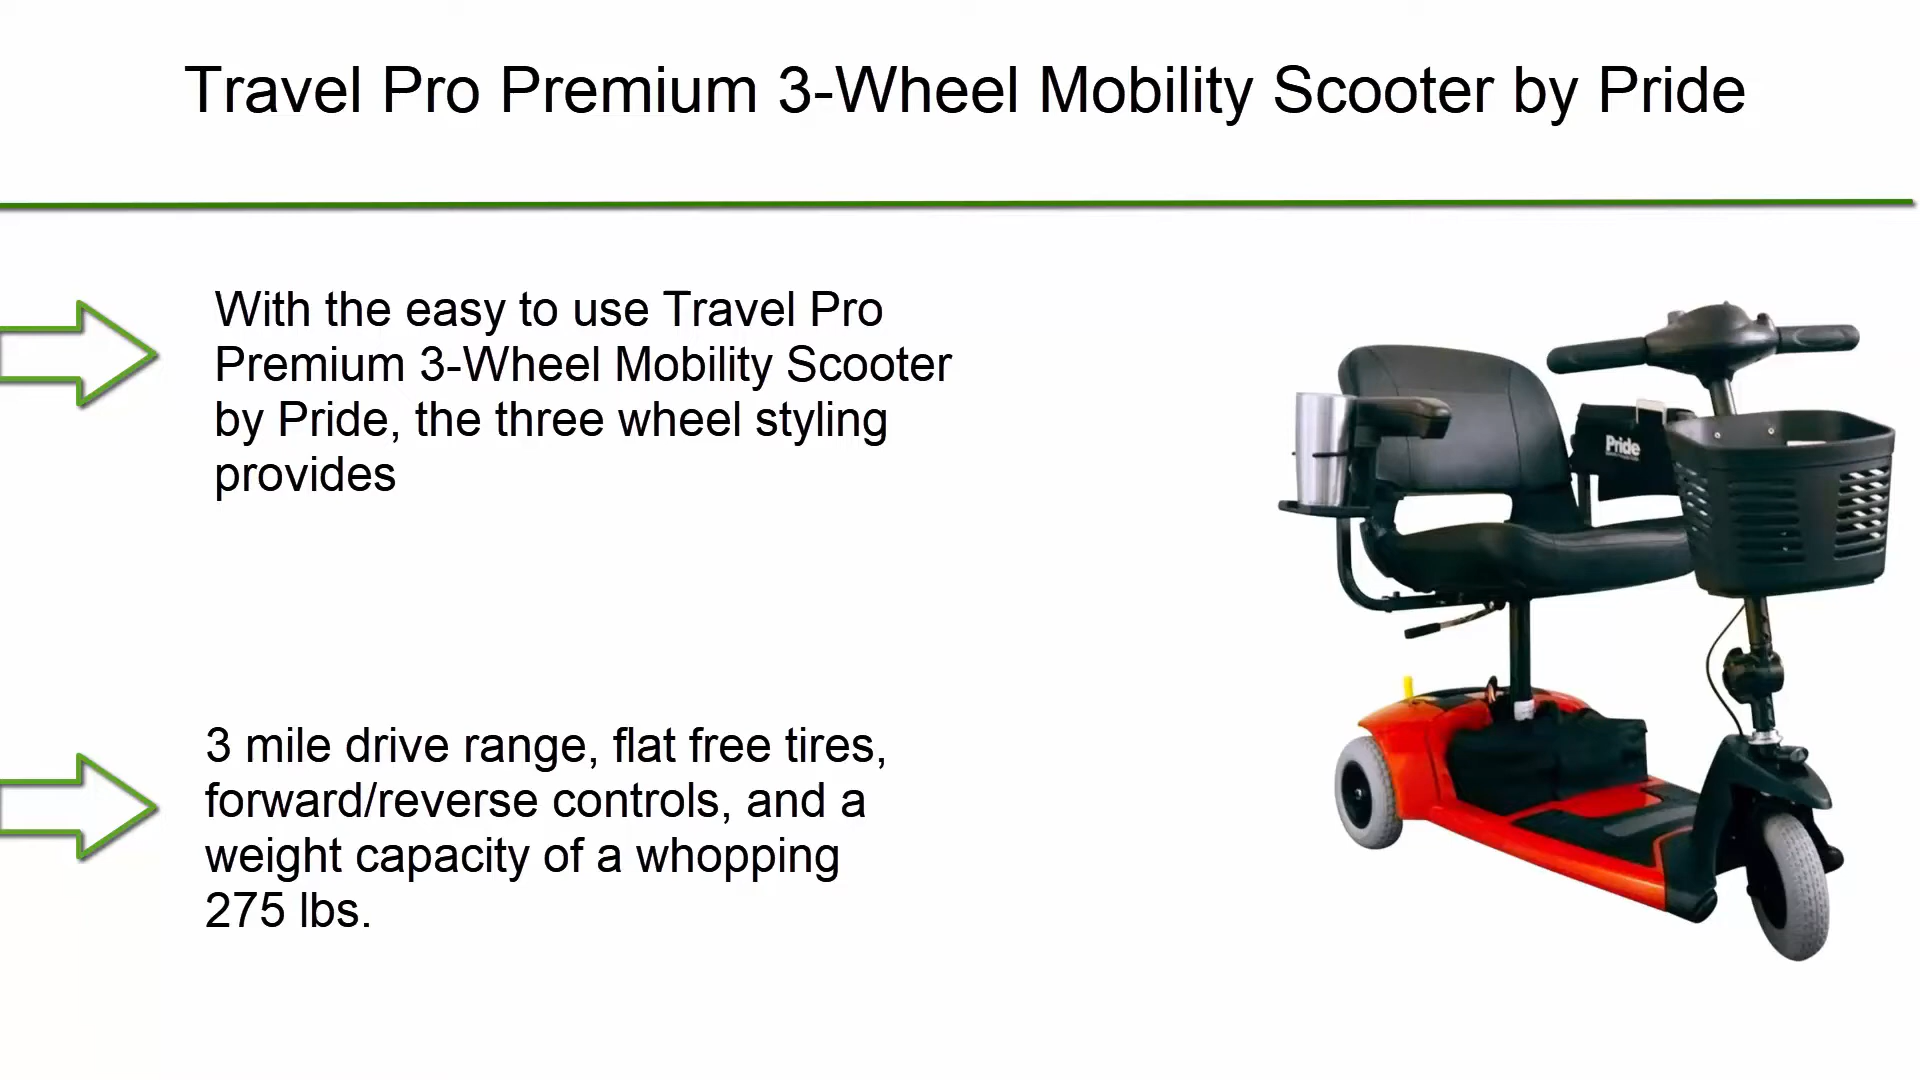 Travel Pro Premium 3-Wheel Mobility Scooter by Pride
With the easy to use Travel Pro
Premium 3-Wheel Mobility Scooter
by Pride, the three wheel styling
provides
Pride
3 mile drive range, flat free tires,
forward/reverse controls, and a
weight capacity of a whopping
275 lbs.